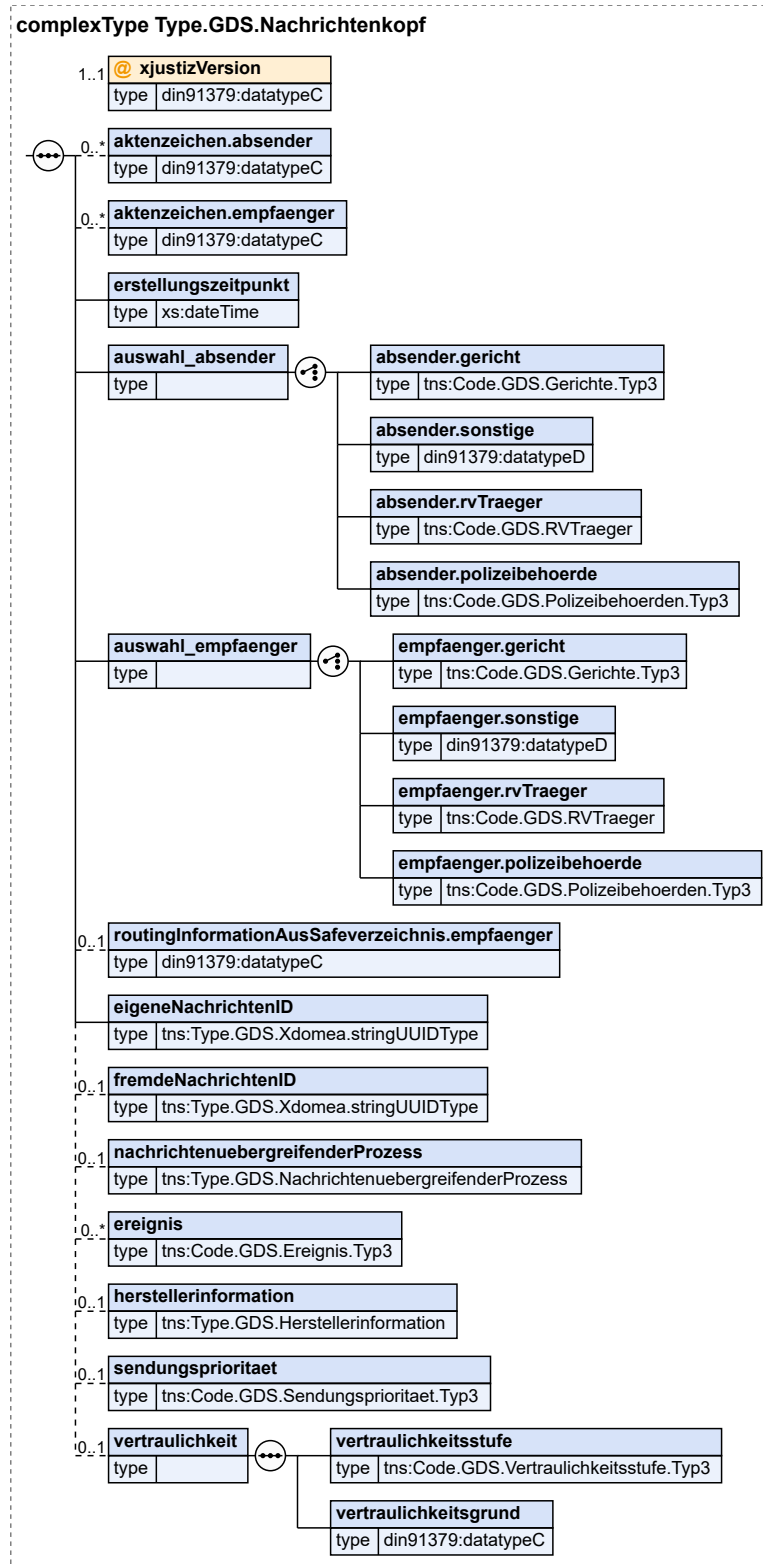 complexType Type.GDS.Nachrichtenkopf
1..1 @ xjustizVersion
type din91379:datatypeC
0..* aktenzeichen.absender
type din91379:datatypeC
0..* aktenzeichen.empfaenger
type din91379:datatypeC
erstellungszeitpunkt
type xs:dateTime
auswahl_absender
type
absender.gericht
type tns:Code.GDS.Gerichte.Typ3
absender.sonstige
type din91379:datatypeD
absender.rvTraeger
type tns:Code.GDS.RVTraeger
absender.polizeibehoerde
type tns:Code.GDS.Polizeibehoerden.Typ3
auswahl_empfaenger
type
empfaenger.gericht
type tns:Code.GDS.Gerichte.Typ3
empfaenger.sonstige
type din91379:datatypeD
empfaenger.rvTraeger
type tns:Code.GDS.RVTraeger
empfaenger.polizeibehoerde
type tns:Code.GDS.Polizeibehoerden.Typ3
0..1 routingInformationAusSafeverzeichnis.empfaenger
type din91379:datatypeC
eigeneNachrichtenID
type tns:Type.GDS.Xdomea.stringUUIDType
0..1 fremdeNachrichtenID
type tns:Type.GDS.Xdomea.stringUUIDType
0..1 nachrichtenuebergreifenderProzess
type tns:Type.GDS.NachrichtenuebergreifenderProzess
0..* ereignis
type tns:Code.GDS.Ereignis.Typ3
0..1 herstellerinformation
type tns:Type.GDS.Herstellerinformation
0..1 sendungsprioritaet
type tns:Code.GDS.Sendungsprioritaet.Typ3
0..1 vertraulichkeit
type
vertraulichkeitsstufe
type tns:Code.GDS.Vertraulichkeitsstufe.Typ3
vertraulichkeitsgrund
type din91379:datatypeC